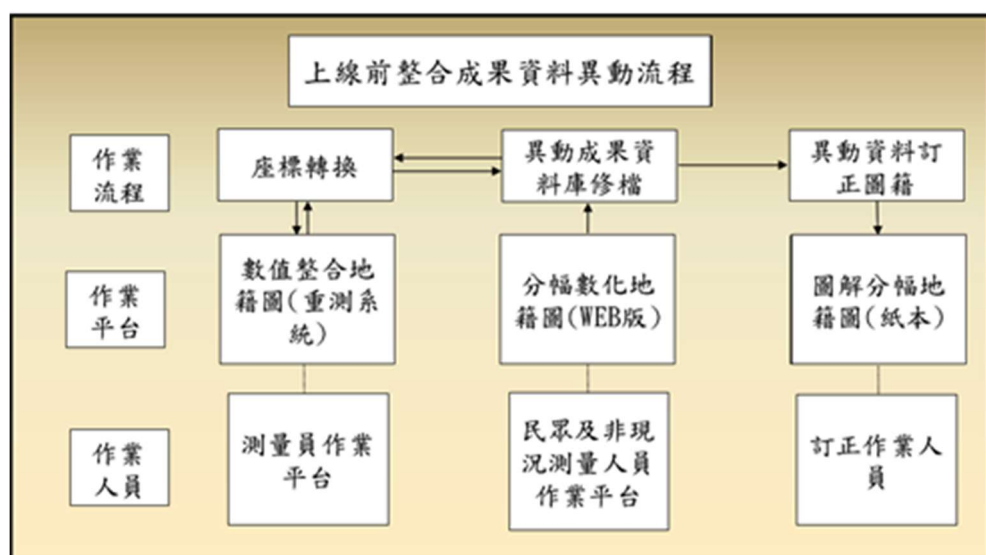 上線前整合成果資料異動流程
作業
流程
座標轉換
異動成果資
料庫修檔
異動資料訂
正圖籍
作業
平台
數值整合地
籍圖(重測系
統)
分幅數化地
籍圖(WEB版)
圖解分幅地
籍圖(紙本)
作業
人員
測量員作業
平台
民眾及非現
況測量人員
作業平台
訂正作業人
員